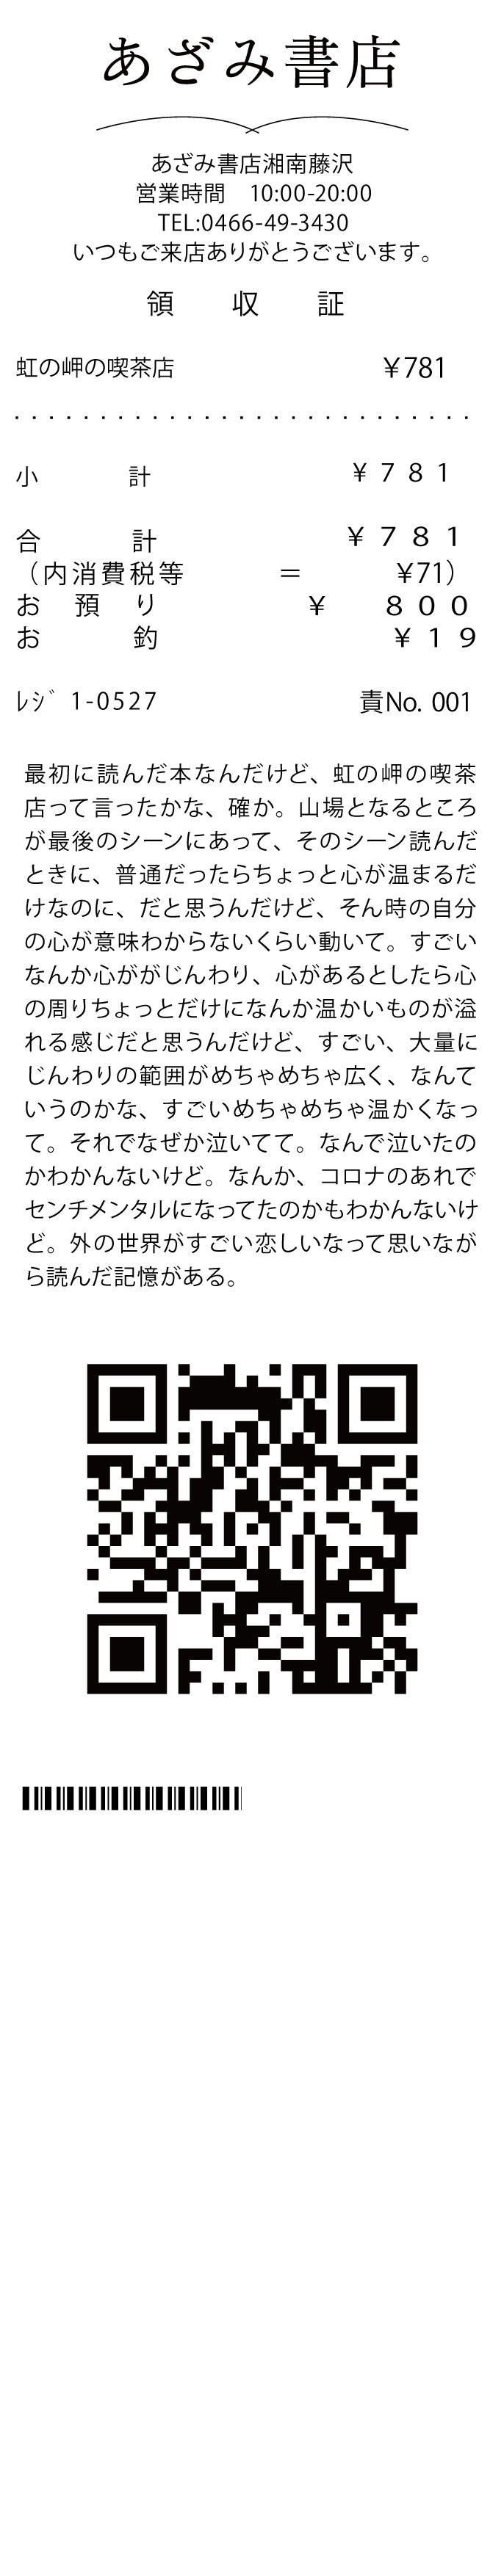 あざみ書店
あざみ書店湘南藤沢
営業時間　10:00-20:00
TEL:0466-49-3430
いつもご来店ありがとうございます。
領　収　証
虹の岬の喫茶店　￥781
小　計　￥７８１
合　計　￥７８１
（内消費税等　＝　￥71）
お　預　り　￥　８００
お　釣　￥１９
ﾚｼﾞ 1-0527　責No. 001
最初に読んだ本なんだけど、虹の岬の喫茶
店って言ったかな、確か。山場となるところ
が最後のシーンにあって、そのシーン読んだ
ときに、普通だったらちょっと心が温まるだ
けなのに、だと思うんだけど、そん時の自分
の心が意味わからないくらい動いて。すごい
なんか心ががじんわり、心があるとしたら心
の周りちょっとだけになんか温かいものが溢
れる感じだと思うんだけど、すごい、大量に
じんわりの範囲がめちゃめちゃ広く、なんて
いうのかな、すごいめちゃめちゃ温かくなっ
て。それでなぜか泣いてて。なんで泣いたの
かわかんないけど。なんか、コロナのあれで
センチメンタルになってたのかもわかんないけ
ど。外の世界がすごい恋しいなって思いなが
ら読んだ記憶がある。